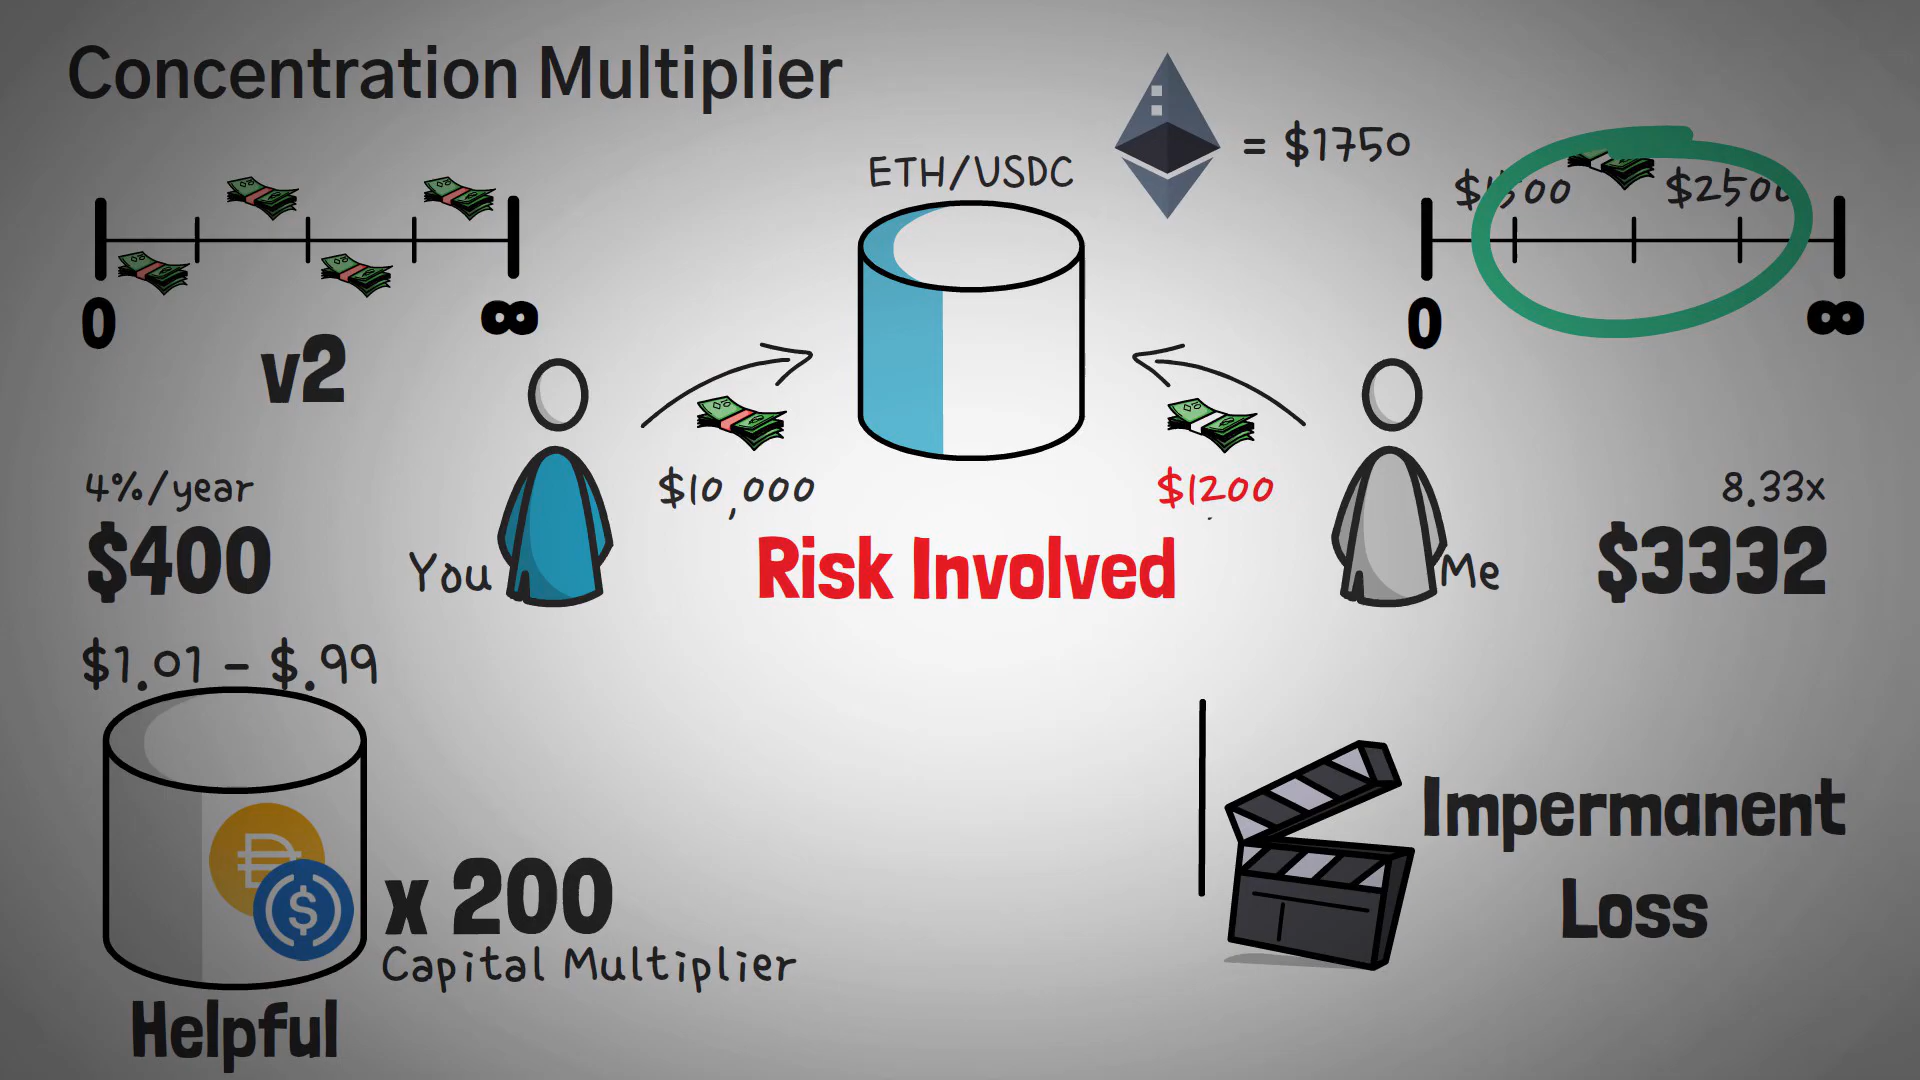 Concentration Multiplier
ETH/USDC
= $1750
$2500
0
∞
v2
0
∞
4%/year
$400
You
$10,000
$1200
Risk Involved
Me
8.33x
$3332
$1.01 - $.99
x 200
Capital Multiplier
Helpful
Impermanent
Loss